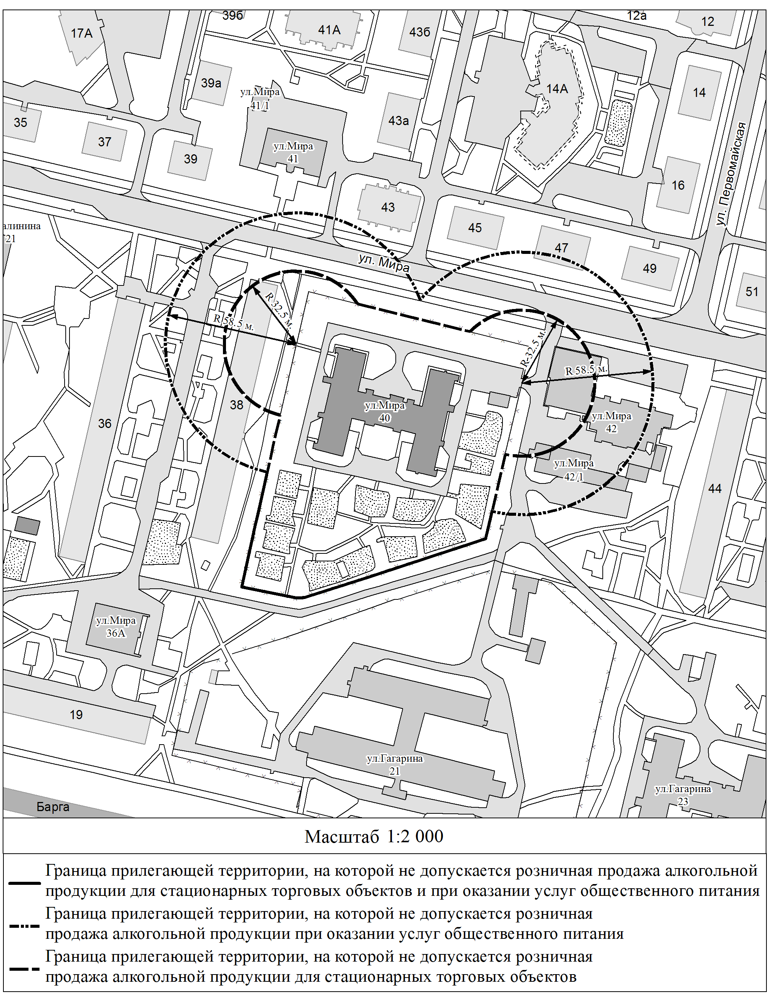 39б
12а
12
17А
41А
43б
39а
14А
14
ул.Мира
41/1
35
43а
37
ул.Мира
41
39
16
ул. Первомайская
43
45
алинина
21
47
ул. Мира
49
51
R 32.5 м.
R 58.5 м.
R 32.5 м.
R 58.5 м.
38
ул.Мира
40
36
ул.Мира
42
ул.Мира
42/1
44
ул.Мира
36А
19
ул.Гагарина
21
ул.Гагарина
23
Барга
Масштаб 1:2 000
Граница прилегающей территории, на которой не допускается розничная продажа алкогольной
продукции для стационарных торговых объектов и при оказании услуг общественного питания
Граница прилегающей территории, на которой не допускается розничная
продажа алкогольной продукции при оказании услуг общественного питания
Граница прилегающей территории, на которой не допускается розничная
продажа алкогольной продукции для стационарных торговых объектов